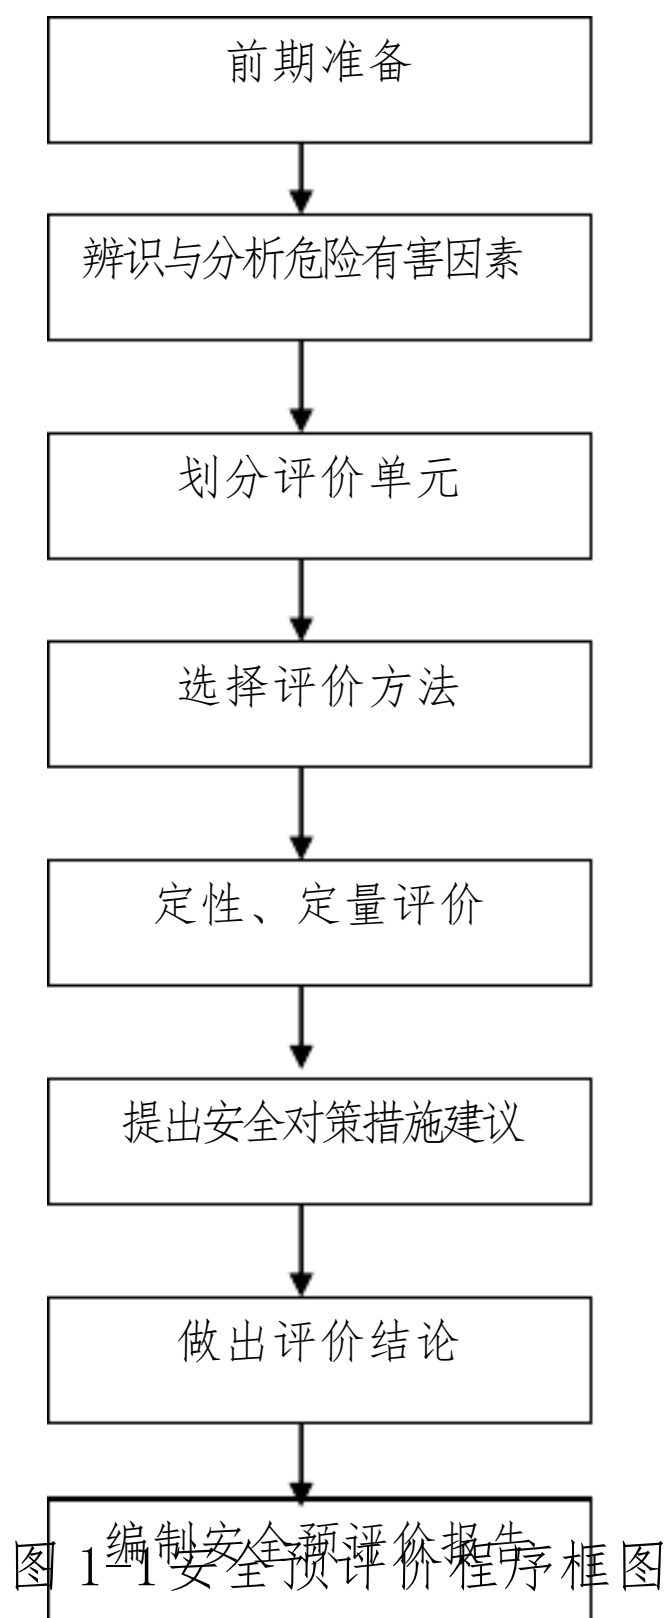 前期准备
辨识与分析危险有害因素
划分评价单元
选择评价方法
定性、定量评价
提出安全对策措施建议
做出评价结论
编制安全预评价报告
图 1-1 安全预评价程序框图